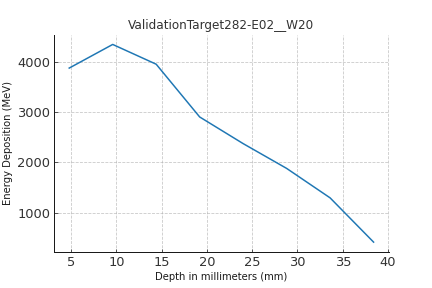 ValidationTarget282-E02__W20
Energy Deposition (MeV)
4000
3000
2000
1000
5 10 15 20 25 30 35 40
Depth in millimeters (mm)